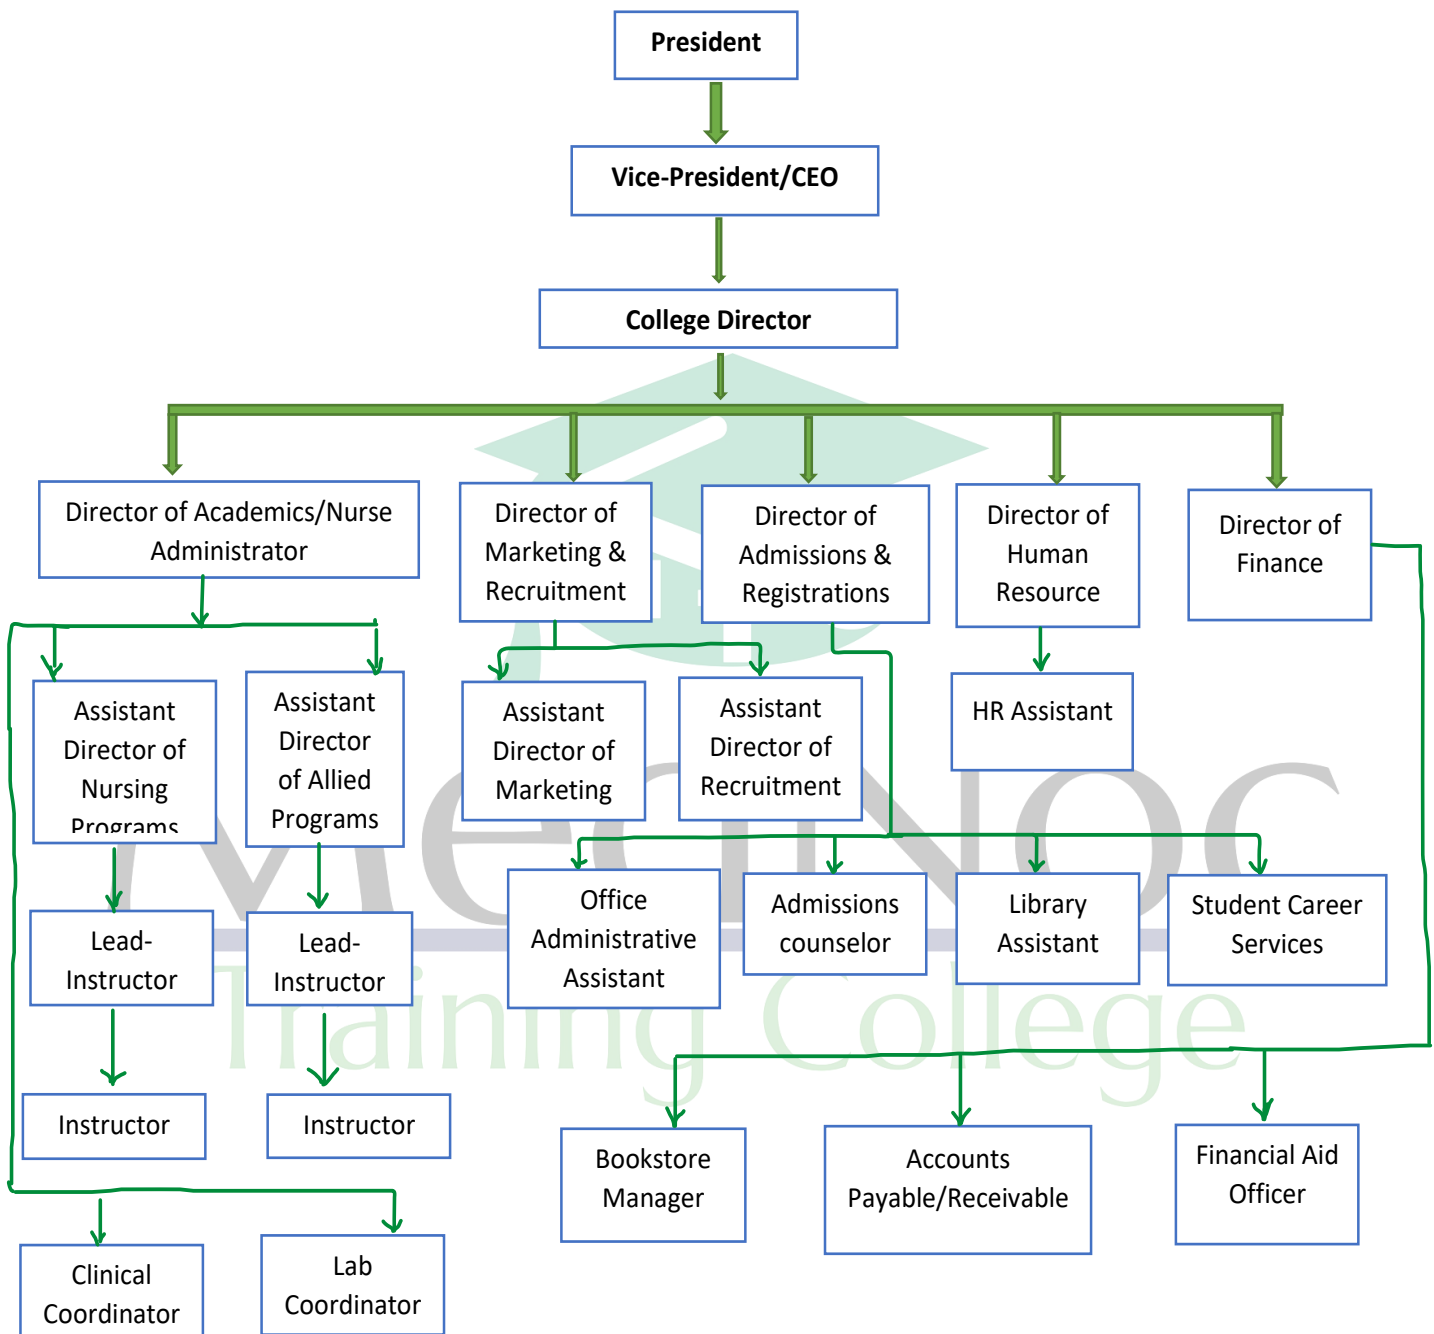 President
Vice-President/CEO
College Director
Director of Academics/Nurse
Administrator
Director of
Marketing &
Recruitment
Director of
Admissions &
Registrations
Director of
Human
Resource
Director of
Finance
Assistant
Director of
Nursing
Programs
Assistant
Director
of Allied
Programs
Assistant
Director of
Marketing
Assistant
Director of
Recruitment
HR Assistant
MediNoc
Training College
Lead-
Instructor
Lead-
Instructor
Office
Administrative
Assistant
Admissions
counselor
Library
Assistant
Student Career
Services
Instructor
Instructor
Bookstore
Manager
Accounts
Payable/Receivable
Financial Aid
Officer
Clinical
Coordinator
Lab
Coordinator